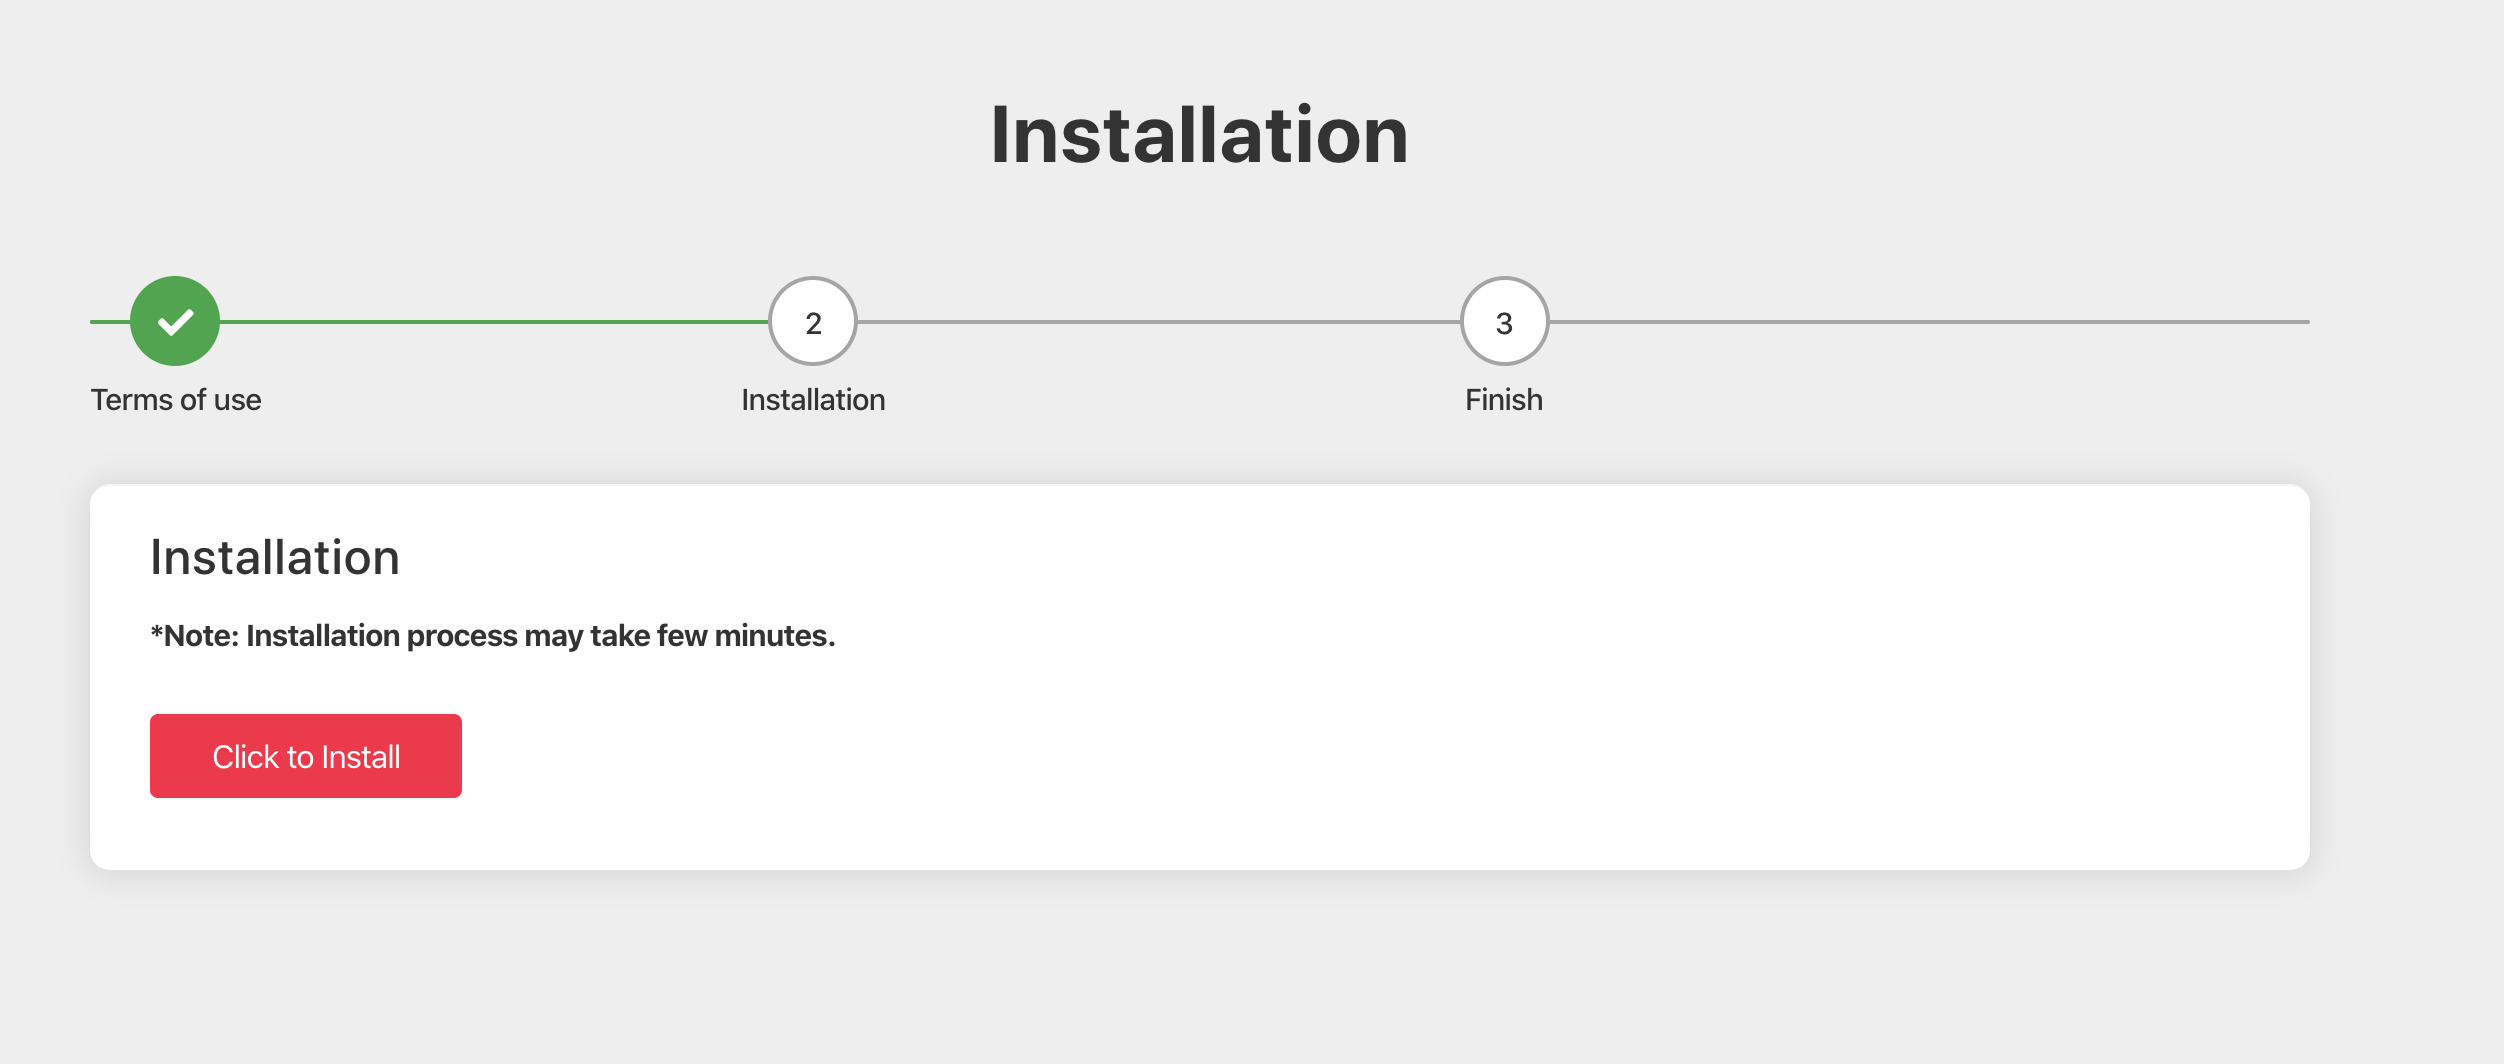 Installation
2
3
Terms of use
Installation
Finish
Installation
*Note: Installation process may take few minutes.
Click to Install